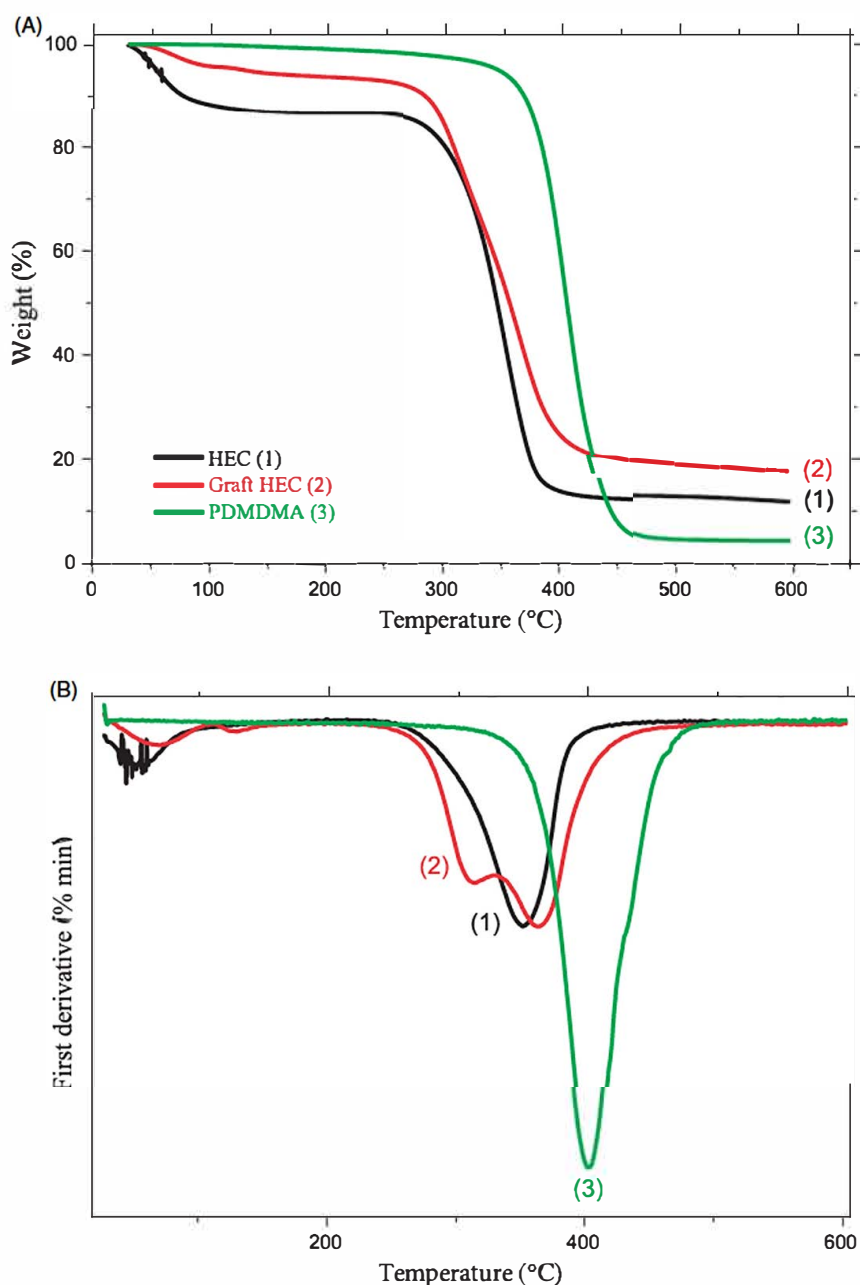 (A)
100
80
60
40
20
0
Weight (%)
HEC (1)
Graft HEC (2)
PDMDMA (3)
(2)
(1)
(3)
0 100 200 300 400 500 600
Temperature (°C)
(B)
First derivative (% min)
(2)
(1)
(3)
200 400 600
Temperature (°C)